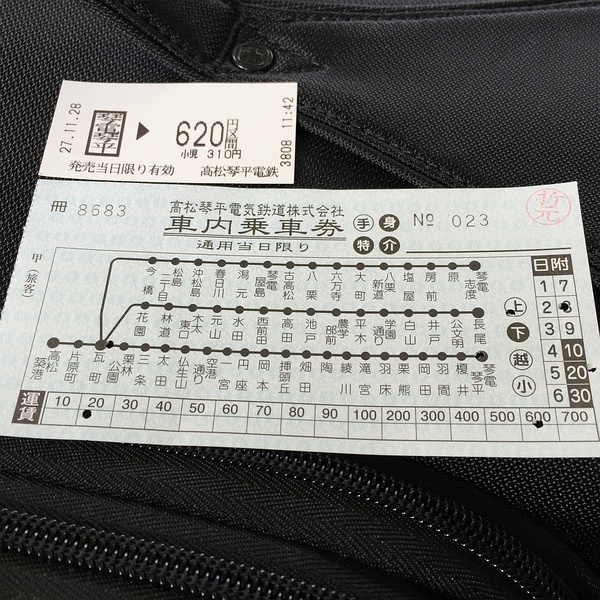 27.11.28
琴電琴平
▶
620円区間
小児 310円
3808 11:42
発売当日限り有効 高松琴平電鉄
冊 8683
高松琴平電気鉄道株式会社
車内乗車券
通用当日限り
手 身
特 介
№ 023
甲(旅客)
今橋 松島二丁目 沖松島 春日川 潟元 琴電屋島 古高松 八栗 六万寺 大町 八栗新道 塩屋 房前 原 琴電志度
花園 林道 木太東口 元山 水田 西前田 高田 池戸 農学部前 平木 学園通り 白山 井戸 公文明 長尾
高松築港 片原町 瓦町 栗林公園 三条 太田 仏生山 空港通り 一宮 円座 岡本 挿頭丘 畑田 陶 綾川 滝宮 羽床 栗熊 岡田 羽間 榎井 琴電琴平
日附
上 下 越 小
1 7
2 8
3 9
4 10
5 20
6 30
運賃 10 20 30 40 50 60 70 80 90 100 200 300 400 500 600 700